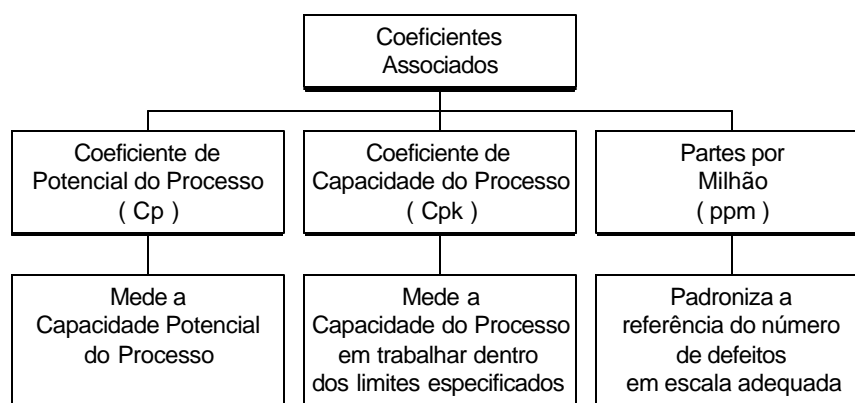 Coeficientes
Associados
Coeficiente de
Potencial do Processo
( Cp )
Coeficiente de
Capacidade do Processo
( Cpk )
Partes por
Milhão
( ppm )
Mede a
Capacidade Potencial
do Processo
Mede a
Capacidade do Processo
em trabalhar dentro
dos limites especificados
Padroniza a
referência do número
de defeitos
em escala adequada